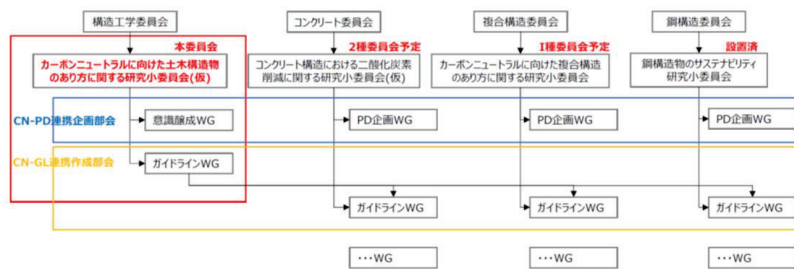 構造工学委員会
コンクリート委員会
複合構造委員会
鋼構造委員会
本委員会
2種委員会予定
I種委員会予定
設置済
カーボンニュートラルに向けた土木構造物
のあり方に関する研究小委員会(仮)
コンクリート構造における二酸化炭素
削減に関する研究小委員会(仮)
カーボンニュートラルに向けた複合構造
のあり方に関する研究小委員会
鋼構造物のサステナビリティ
研究小委員会
CN-PD連携企画部会
意識醸成WG
PD企画WG
PD企画WG
PD企画WG
CN-GL連携作成部会
ガイドラインWG
ガイドラインWG
ガイドラインWG
ガイドラインWG
・・・WG
・・・WG
・・・WG